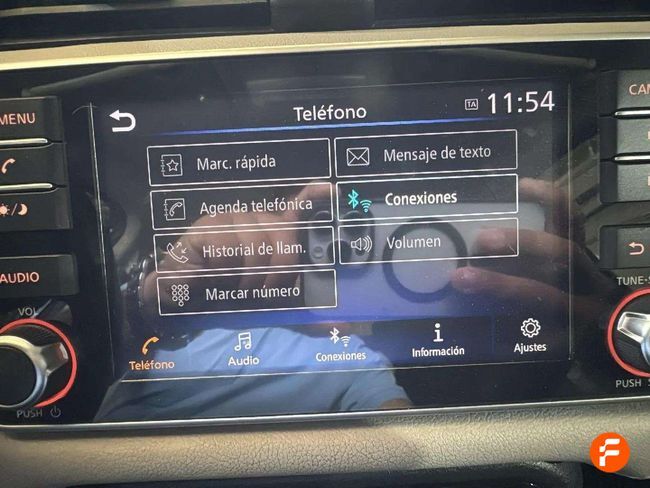 MENU
AUDIO
VOL
PUSH
Teléfono
TA 11:54
Marc. rápida
Mensaje de texto
Agenda telefónica
Conexiones
Historial de llam.
Volumen
Marcar número
Teléfono
Audio
Conexiones
Información
Ajustes
CAM
TUNE-S
PUSH